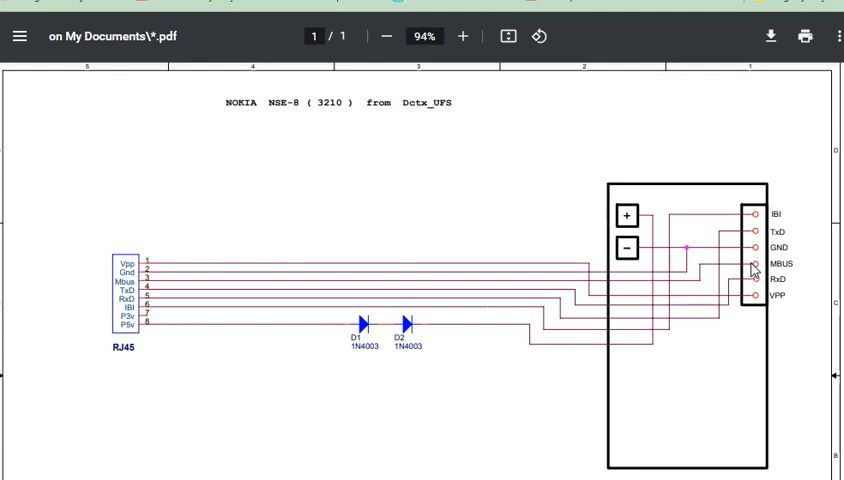 on My Documents\*.pdf
1 / 1
94%
5 4 3 2 1
NOKIA NSE-8 ( 3210 ) from Dctx_UFS
D
+
-
IBI
TxD
GND
MBUS
RxD
VPP
Vpp 1
Gnd 2
Mbus 3
TxD 4
RxD 5
IBI 6
P3v 7
P5v 8
RJ45
D1
1N4003
D2
1N4003
C
B